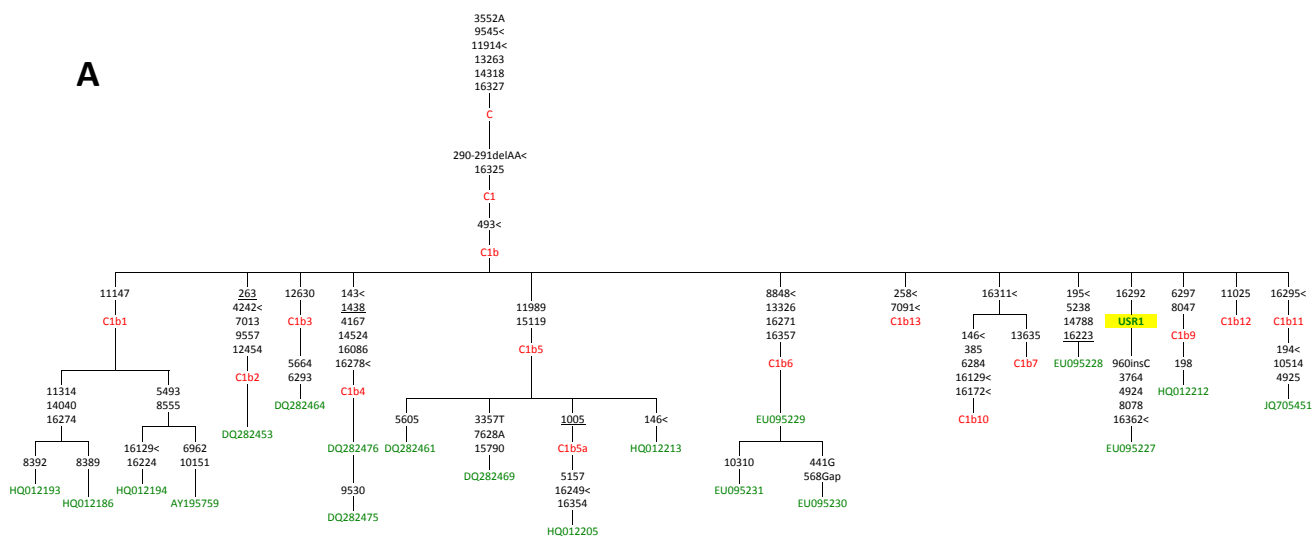 A
3552A
9545<
11914<
13263
14318
16327
C
290-291delAA<
16325
C1
493<
C1b
11147
C1b1
11314
14040
16274
8392
HQ012193
8389
HQ012186
5493
8555
16129<
16224
HQ012194
6962
10151
AY195759
263
4242<
7013
9557
12454
C1b2
DQ282453
12630
C1b3
5664
6293
DQ282464
143<
1438
4167
14524
16086
16278<
C1b4
DQ282476
9530
DQ282475
11989
15119
C1b5
5605
DQ282461
3357T
7628A
15790
DQ282469
1005
C1b5a
5157
16249<
16354
HQ012205
146<
HQ012213
8848<
13326
16271
16357
C1b6
EU095229
10310
EU095231
441G
568Gap
EU095230
258<
7091<
C1b13
16311<
146<
385
6284
16129<
16172<
C1b10
13635
C1b7
195<
5238
14788
16223
EU095228
16292
USR1
960insC
3764
4924
8078
16362<
EU095227
6297
8047
C1b9
198
HQ012212
11025
C1b12
16295<
C1b11
194<
10514
4925
JQ705451